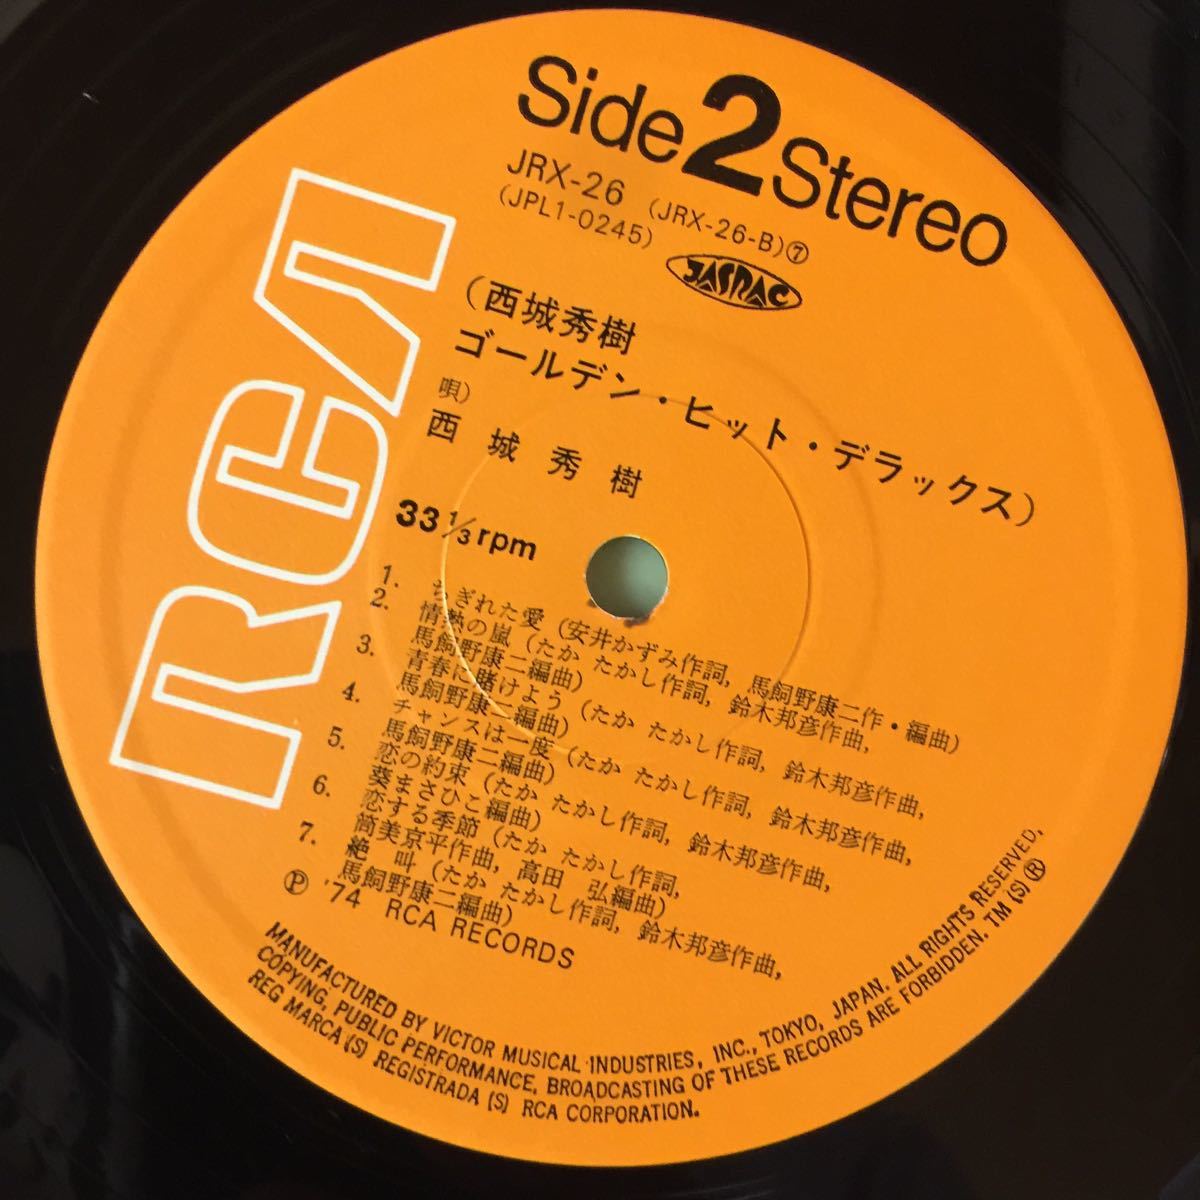 Side 2 Stereo
JRX-26 (JRX-26-B)⑦
(JPL1-0245)
JASRAC
RCA
(西城秀樹
ゴールデン・ヒット・デラックス)
唄) 西城秀樹
33 1/3 rpm
1. ちぎれた愛 (安井かずみ作詞, 馬飼野康二作・編曲)
2. 情熱の嵐 (たか たかし作詞, 鈴木邦彦作曲,
馬飼野康二編曲)
3. 青春に賭けよう (たか たかし作詞, 鈴木邦彦作曲,
馬飼野康二編曲)
4. チャンスは一度 (たか たかし作詞, 鈴木邦彦作曲,
馬飼野康二編曲)
5. 恋の約束 (たか たかし作詞, 鈴木邦彦作曲,
葵まさひこ編曲)
6. 恋する季節 (たか たかし作詞,
筒美京平作曲, 高田 弘編曲)
7. 絶 叫 (たか たかし作詞, 鈴木邦彦作曲,
馬飼野康二編曲)
Ⓟ '74 RCA RECORDS
MANUFACTURED BY VICTOR MUSICAL INDUSTRIES, INC., TOKYO, JAPAN. ALL RIGHTS RESERVED,
COPYING, PUBLIC PERFORMANCE, BROADCASTING OF THESE RECORDS ARE FORBIDDEN. TM (S) ®
REG MARCA (S) REGISTRADA (S) RCA CORPORATION.